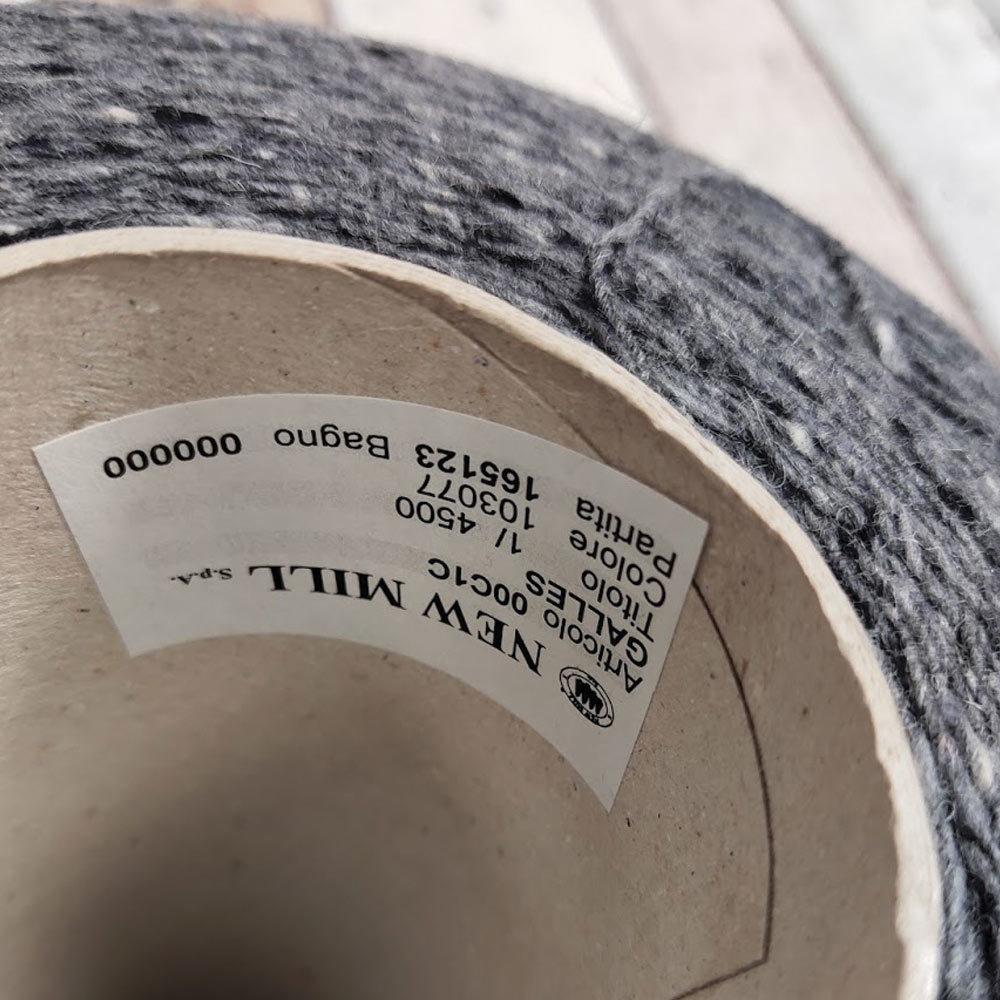 NEW MILL S.p.A.
Articolo 00C1C
GALLES
Titolo 1/ 4500
Colore 103077
Partita 165123 Bagno 000000